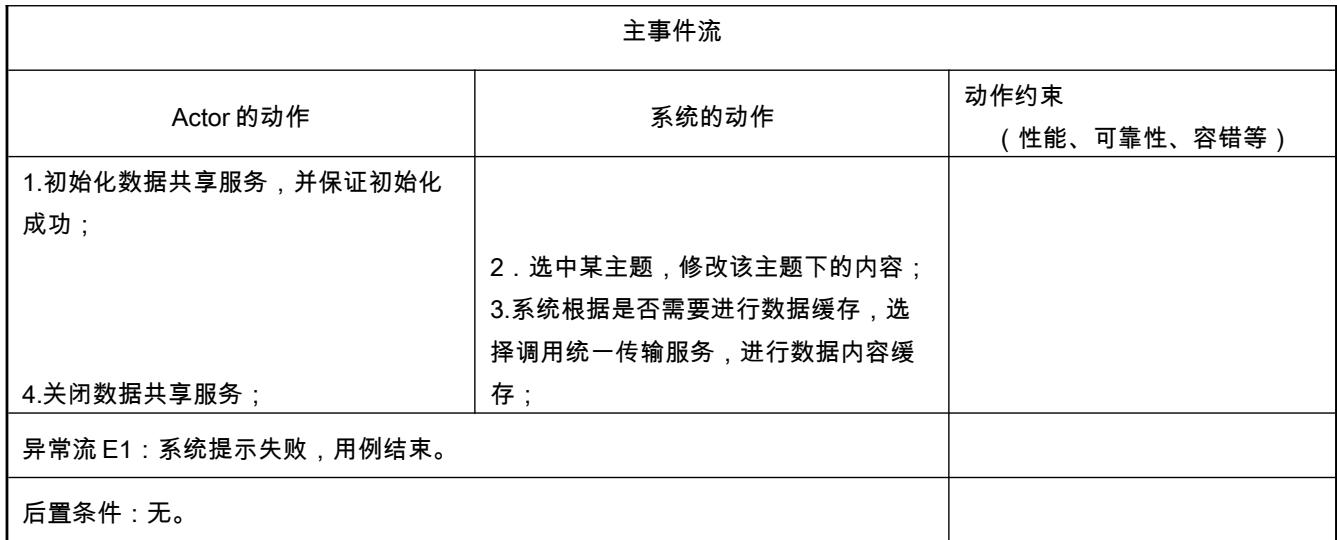 主事件流
Actor 的动作
系统的动作
动作约束
（性能、可靠性、容错等）
1.初始化数据共享服务，并保证初始化
成功；
2．选中某主题，修改该主题下的内容；
3.系统根据是否需要进行数据缓存，选
择调用统一传输服务，进行数据内容缓
存；
4.关闭数据共享服务；
异常流 E1：系统提示失败，用例结束。
后置条件：无。